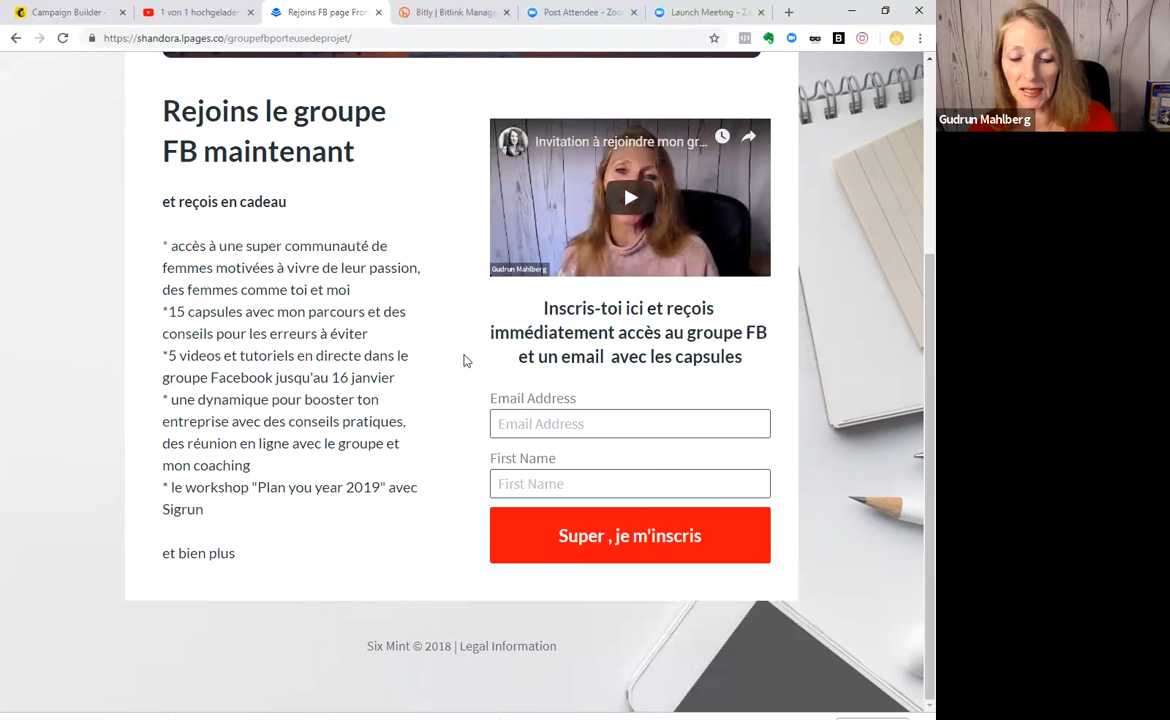 Campaign Builder -
1 von 1 hochgelader
Rejoins FB page From
Bitly | Bitlink Manag
Post Attendee - Zoo
Launch Meeting - Z
https://shandora.lpages.co/groupefbporteusedeprojet/
Rejoins le groupe
FB maintenant
et reçois en cadeau
* accès à une super communauté de
femmes motivées à vivre de leur passion,
des femmes comme toi et moi
*15 capsules avec mon parcours et des
conseils pour les erreurs à éviter
*5 videos et tutoriels en directe dans le
groupe Facebook jusqu'au 16 janvier
* une dynamique pour booster ton
entreprise avec des conseils pratiques,
des réunion en ligne avec le groupe et
mon coaching
* le workshop "Plan you year 2019" avec
Sigrun
et bien plus
Invitation à rejoindre mon gr...
Gudrun Mahlberg
Inscris-toi ici et reçois
immédiatement accès au groupe FB
et un email avec les capsules
Email Address
Email Address
First Name
First Name
Super , je m'inscris
Six Mint © 2018 | Legal Information
Gudrun Mahlberg